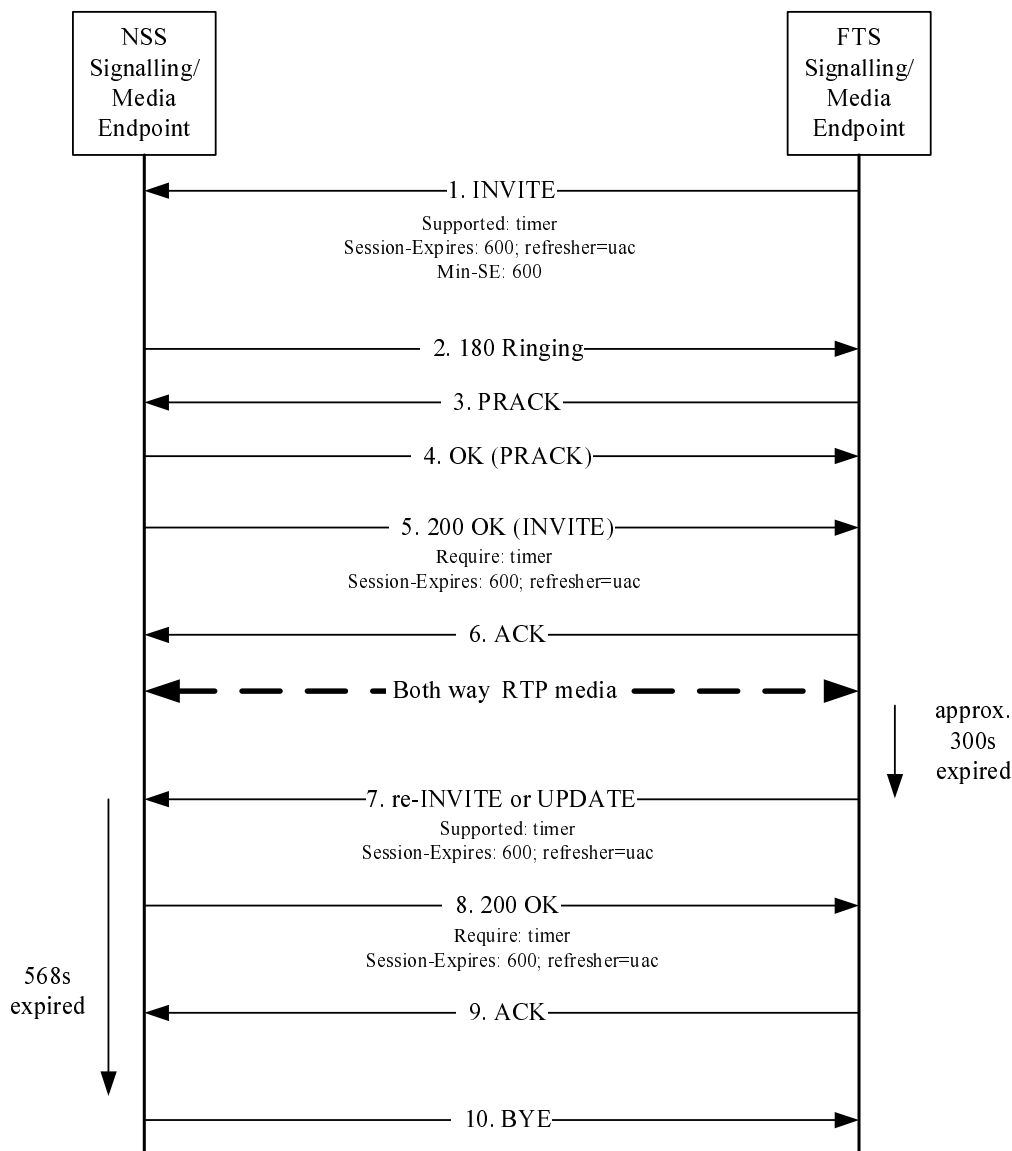 NSS
Signalling/
Media
Endpoint
FTS
Signalling/
Media
Endpoint
1. INVITE
Supported: timer
Session-Expires: 600; refresher=uac
Min-SE: 600
2. 180 Ringing
3. PRACK
4. OK (PRACK)
5. 200 OK (INVITE)
Require: timer
Session-Expires: 600; refresher=uac
6. ACK
Both way RTP media
approx.
300s
expired
7. re-INVITE or UPDATE
Supported: timer
Session-Expires: 600; refresher=uac
8. 200 OK
Require: timer
Session-Expires: 600; refresher=uac
568s
expired
9. ACK
10. BYE